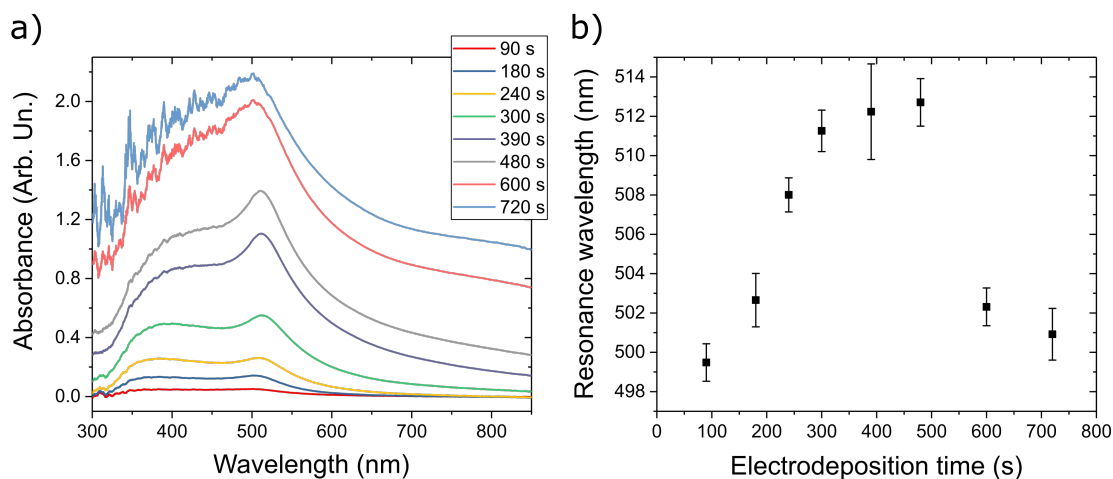 a)
90 s
180 s
240 s
300 s
390 s
480 s
600 s
720 s
2.0
1.6
1.2
0.8
0.4
0.0
Absorbance (Arb. Un.)
300 400 500 600 700 800
Wavelength (nm)
b)
514
512
510
508
506
504
502
500
498
Resonance wavelength (nm)
0 100 200 300 400 500 600 700 800
Electrodeposition time (s)